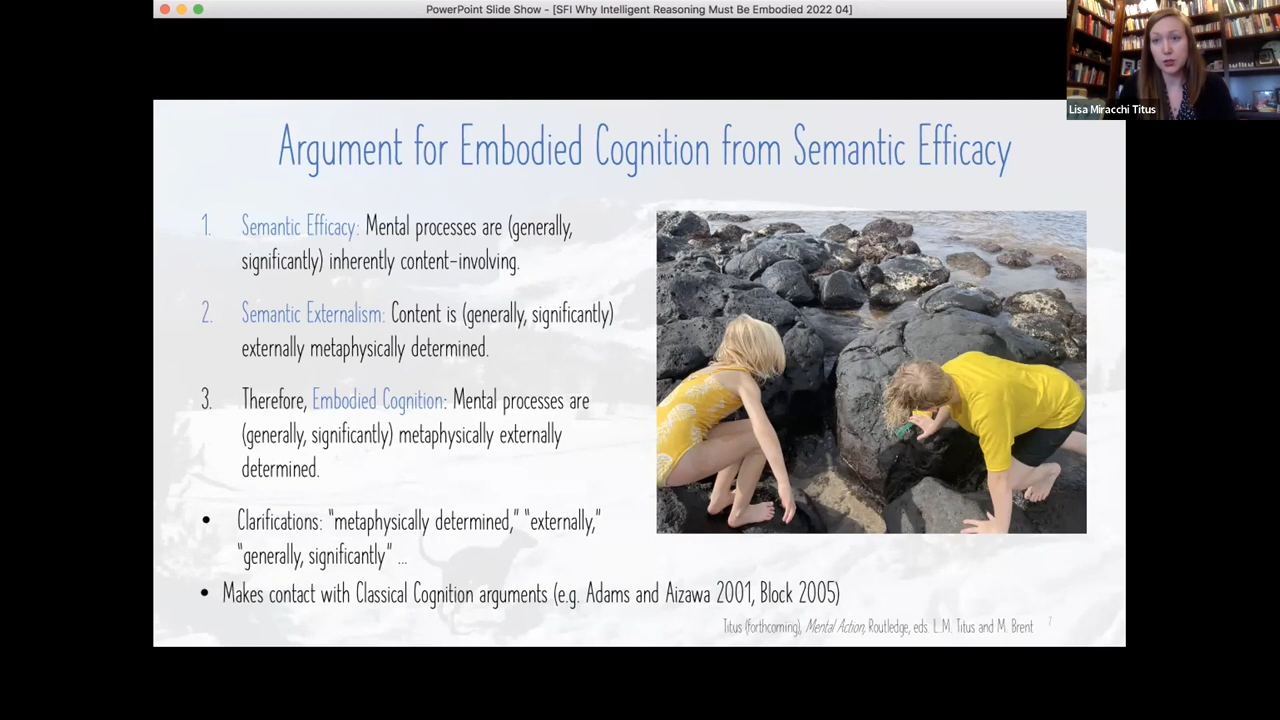 PowerPoint Slide Show - [SFI Why Intelligent Reasoning Must Be Embodied 2022 04]
Lisa Miracchi Titus
Argument for Embodied Cognition from Semantic Efficacy
1. Semantic Efficacy: Mental processes are (generally,
significantly) inherently content-involving.
2. Semantic Externalism: Content is (generally, significantly)
externally metaphysically determined.
3. Therefore, Embodied Cognition: Mental processes are
(generally, significantly) metaphysically externally
determined.
• Clarifications: “metaphysically determined,” “externally,”
“generally, significantly” ...
• Makes contact with Classical Cognition arguments (e.g. Adams and Aizawa 2001, Block 2005)
Titus (forthcoming), Mental Action, Routledge, eds. L.M. Titus and M. Brent
7